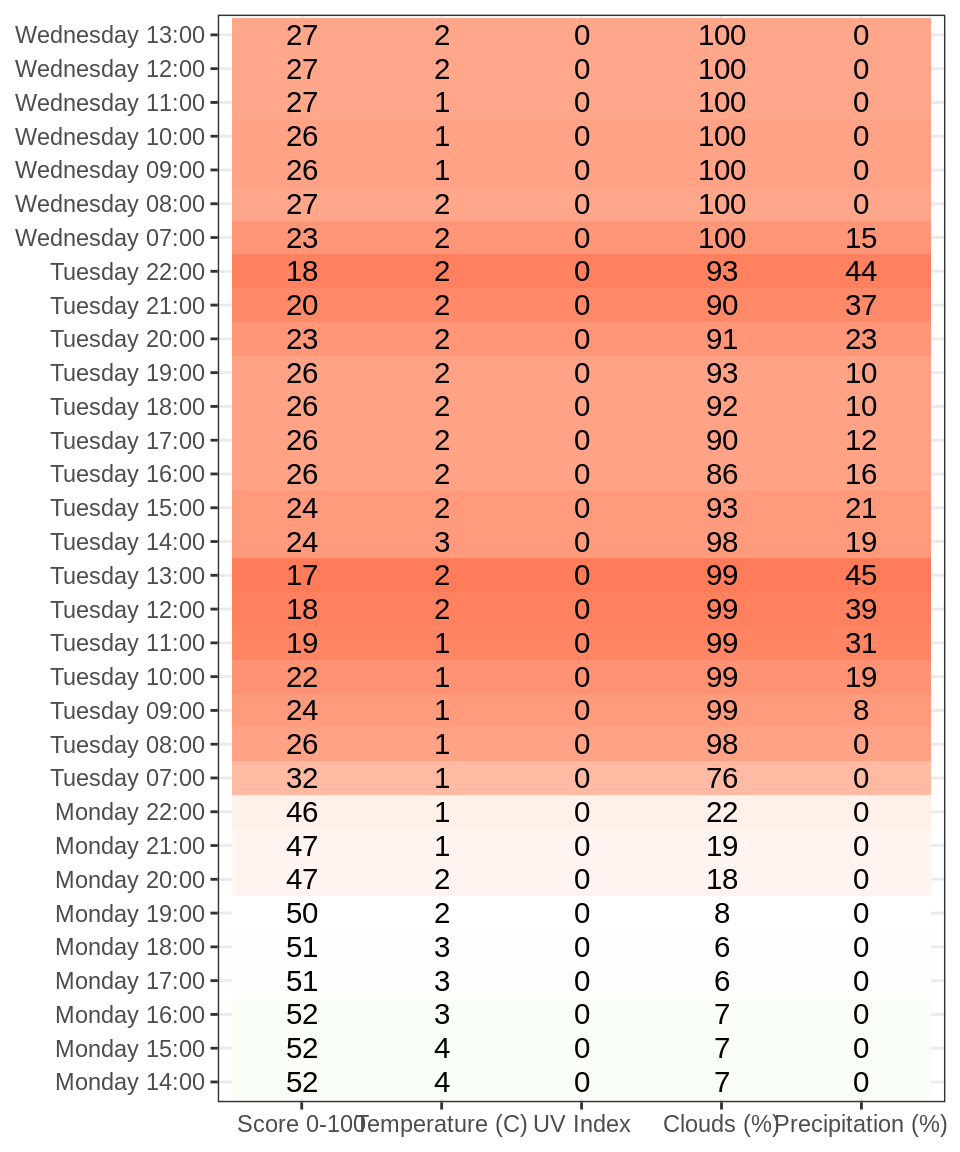 Wednesday 13:00 27 2 0 100 0
Wednesday 12:00 27 2 0 100 0
Wednesday 11:00 27 1 0 100 0
Wednesday 10:00 26 1 0 100 0
Wednesday 09:00 26 1 0 100 0
Wednesday 08:00 27 2 0 100 0
Wednesday 07:00 23 2 0 100 15
Tuesday 22:00 18 2 0 93 44
Tuesday 21:00 20 2 0 90 37
Tuesday 20:00 23 2 0 91 23
Tuesday 19:00 26 2 0 93 10
Tuesday 18:00 26 2 0 92 10
Tuesday 17:00 26 2 0 90 12
Tuesday 16:00 26 2 0 86 16
Tuesday 15:00 24 2 0 93 21
Tuesday 14:00 24 3 0 98 19
Tuesday 13:00 17 2 0 99 45
Tuesday 12:00 18 2 0 99 39
Tuesday 11:00 19 1 0 99 31
Tuesday 10:00 22 1 0 99 19
Tuesday 09:00 24 1 0 99 8
Tuesday 08:00 26 1 0 98 0
Tuesday 07:00 32 1 0 76 0
Monday 22:00 46 1 0 22 0
Monday 21:00 47 1 0 19 0
Monday 20:00 47 2 0 18 0
Monday 19:00 50 2 0 8 0
Monday 18:00 51 3 0 6 0
Monday 17:00 51 3 0 6 0
Monday 16:00 52 3 0 7 0
Monday 15:00 52 4 0 7 0
Monday 14:00 52 4 0 7 0
Score 0-100 Temperature (C) UV Index Clouds (%) Precipitation (%)